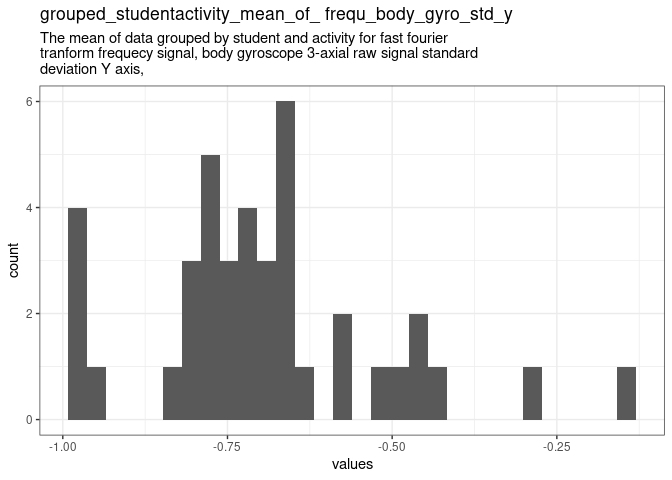 grouped_studentactivity_mean_of_ frequ_body_gyro_std_y
The mean of data grouped by student and activity for fast fourier
tranform frequecy signal, body gyroscope 3-axial raw signal standard
deviation Y axis,
6
4
2
0
count
-1.00 -0.75 -0.50 -0.25
values